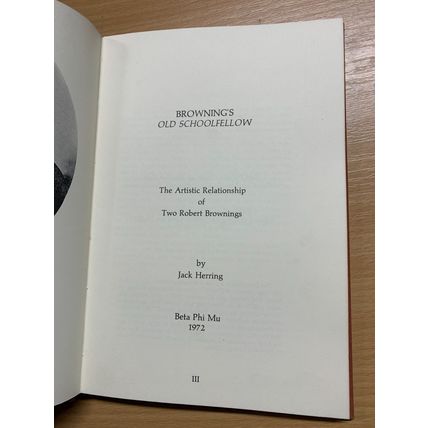 BROWNING'S
OLD SCHOOLFELLOW
The Artistic Relationship
of
Two Robert Brownings
by
Jack Herring
Beta Phi Mu
1972
III